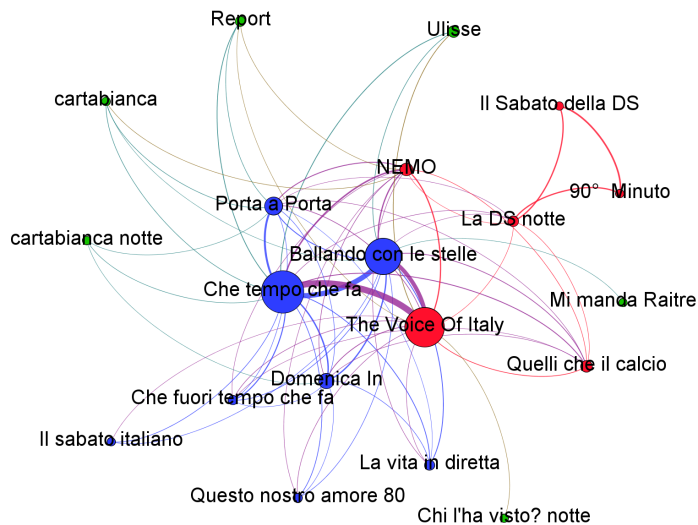 Report
Ulisse
cartabianca
Il Sabato della DS
NEMO
90° Minuto
Porta a Porta
La DS notte
cartabianca notte
Ballando con le stelle
Che tempo che fa
Mi manda Raitre
The Voice Of Italy
Quelli che il calcio
Domenica In
Che fuori tempo che fa
Il sabato italiano
La vita in diretta
Questo nostro amore 80
Chi l'ha visto? notte